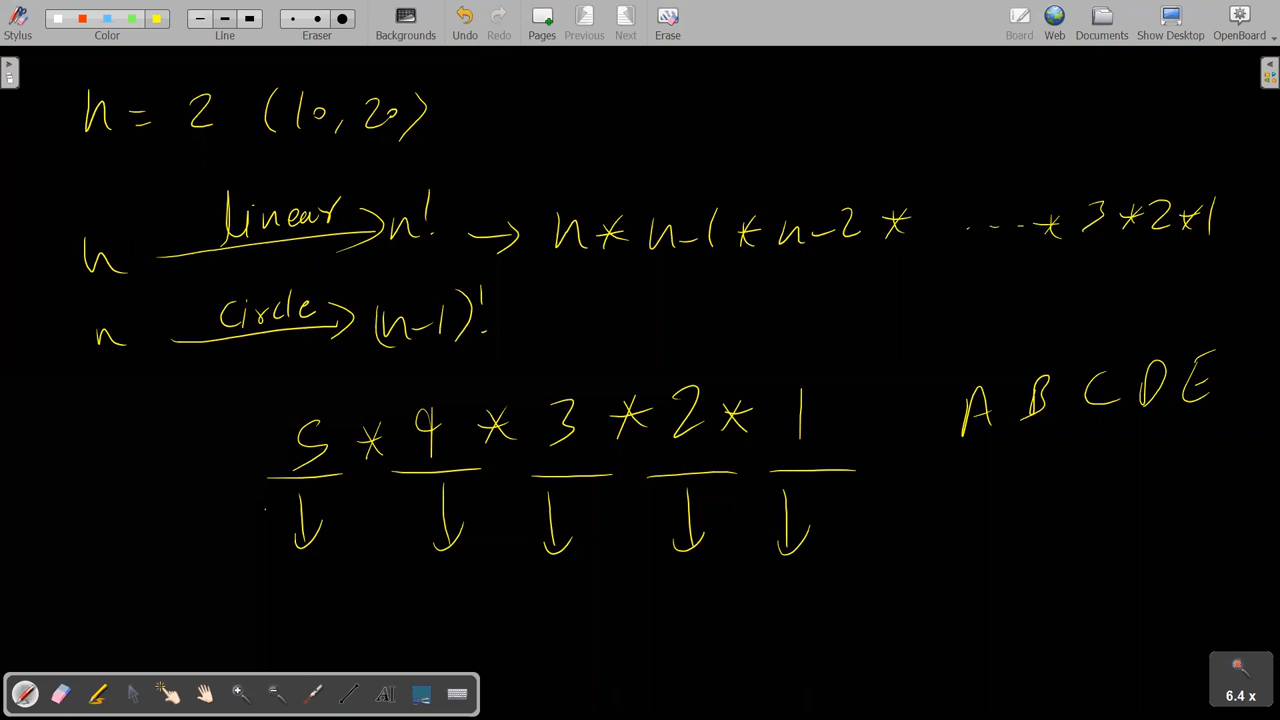 Stylus Color Line Eraser Backgrounds Undo Redo Pages Previous Next Erase Board Web Documents Show Desktop OpenBoard
n = 2 (10, 20)
n linear n! → n * n-1 * n-2 * ... * 3 * 2 * 1
n circle (n-1)!
5 * 4 * 3 * 2 * 1
A B C D E
AI
6.4 x